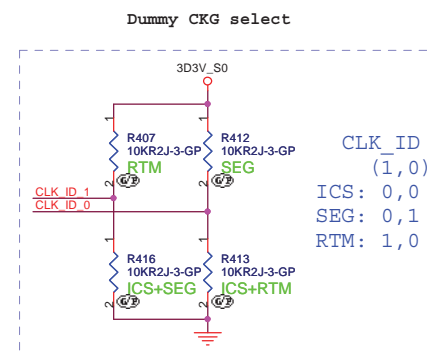 Dummy CKG select
3D3V_S0
1 1
R407 R412
10KR2J-3-GP 10KR2J-3-GP
RTM SEG
2 G/P 2 G/P
CLK_ID
(1,0)
ICS: 0,0
SEG: 0,1
RTM: 1,0
CLK_ID_1
CLK_ID_0
1 1
R416 R413
10KR2J-3-GP 10KR2J-3-GP
ICS+SEG ICS+RTM
2 G/P 2 G/P